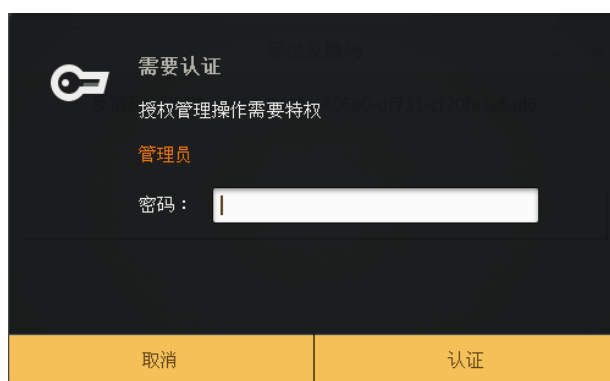 需要认证
授权管理操作需要特权
管理员
密码：
取消
认证